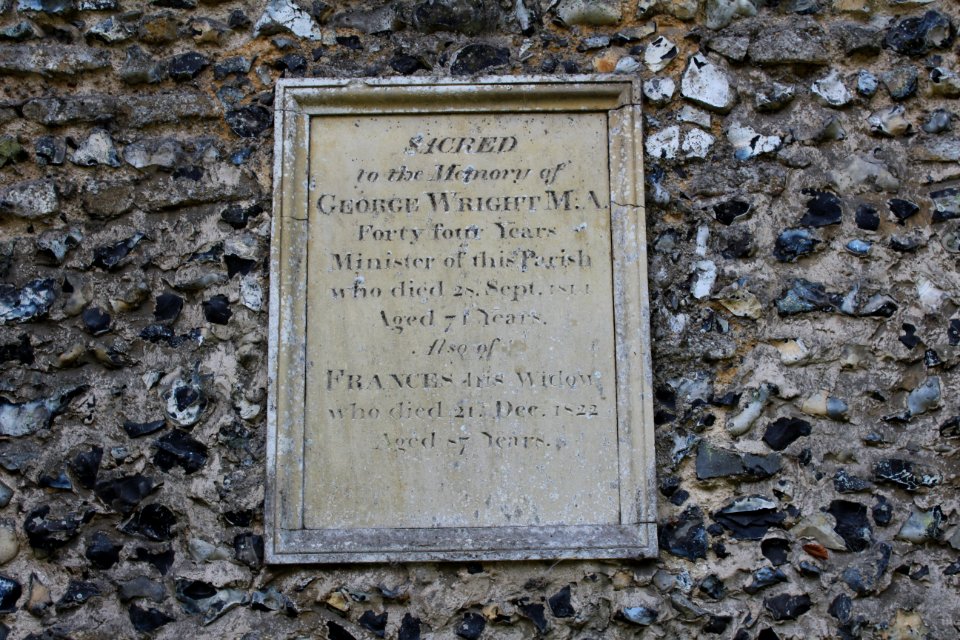 SACRED
to the Memory of
GEORGE WRIGHT M.A.
Forty four Years
Minister of this Parish
who died 28. Sept.
Aged 71 Years.
Also of
FRANCES his Widow
who died 21. Dec. 1822
Aged 87 Years.